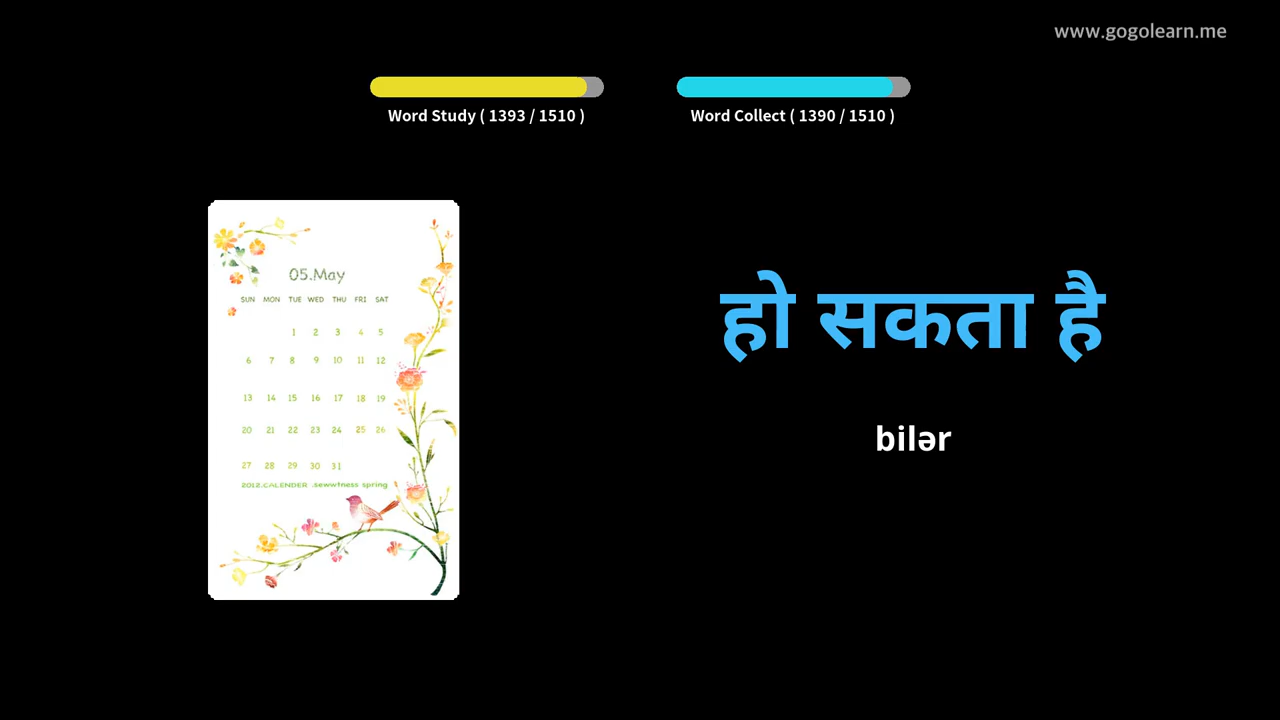 www.gogolearn.me
Word Study ( 1393 / 1510 )
Word Collect ( 1390 / 1510 )
05.May
SUN MON TUE WED THU FRI SAT
1 2 3 4 5
6 7 8 9 10 11 12
13 14 15 16 17 18 19
20 21 22 23 24 25 26
27 28 29 30 31
2012.CALENDER .sewwtness spring
हो सकता है
bilər